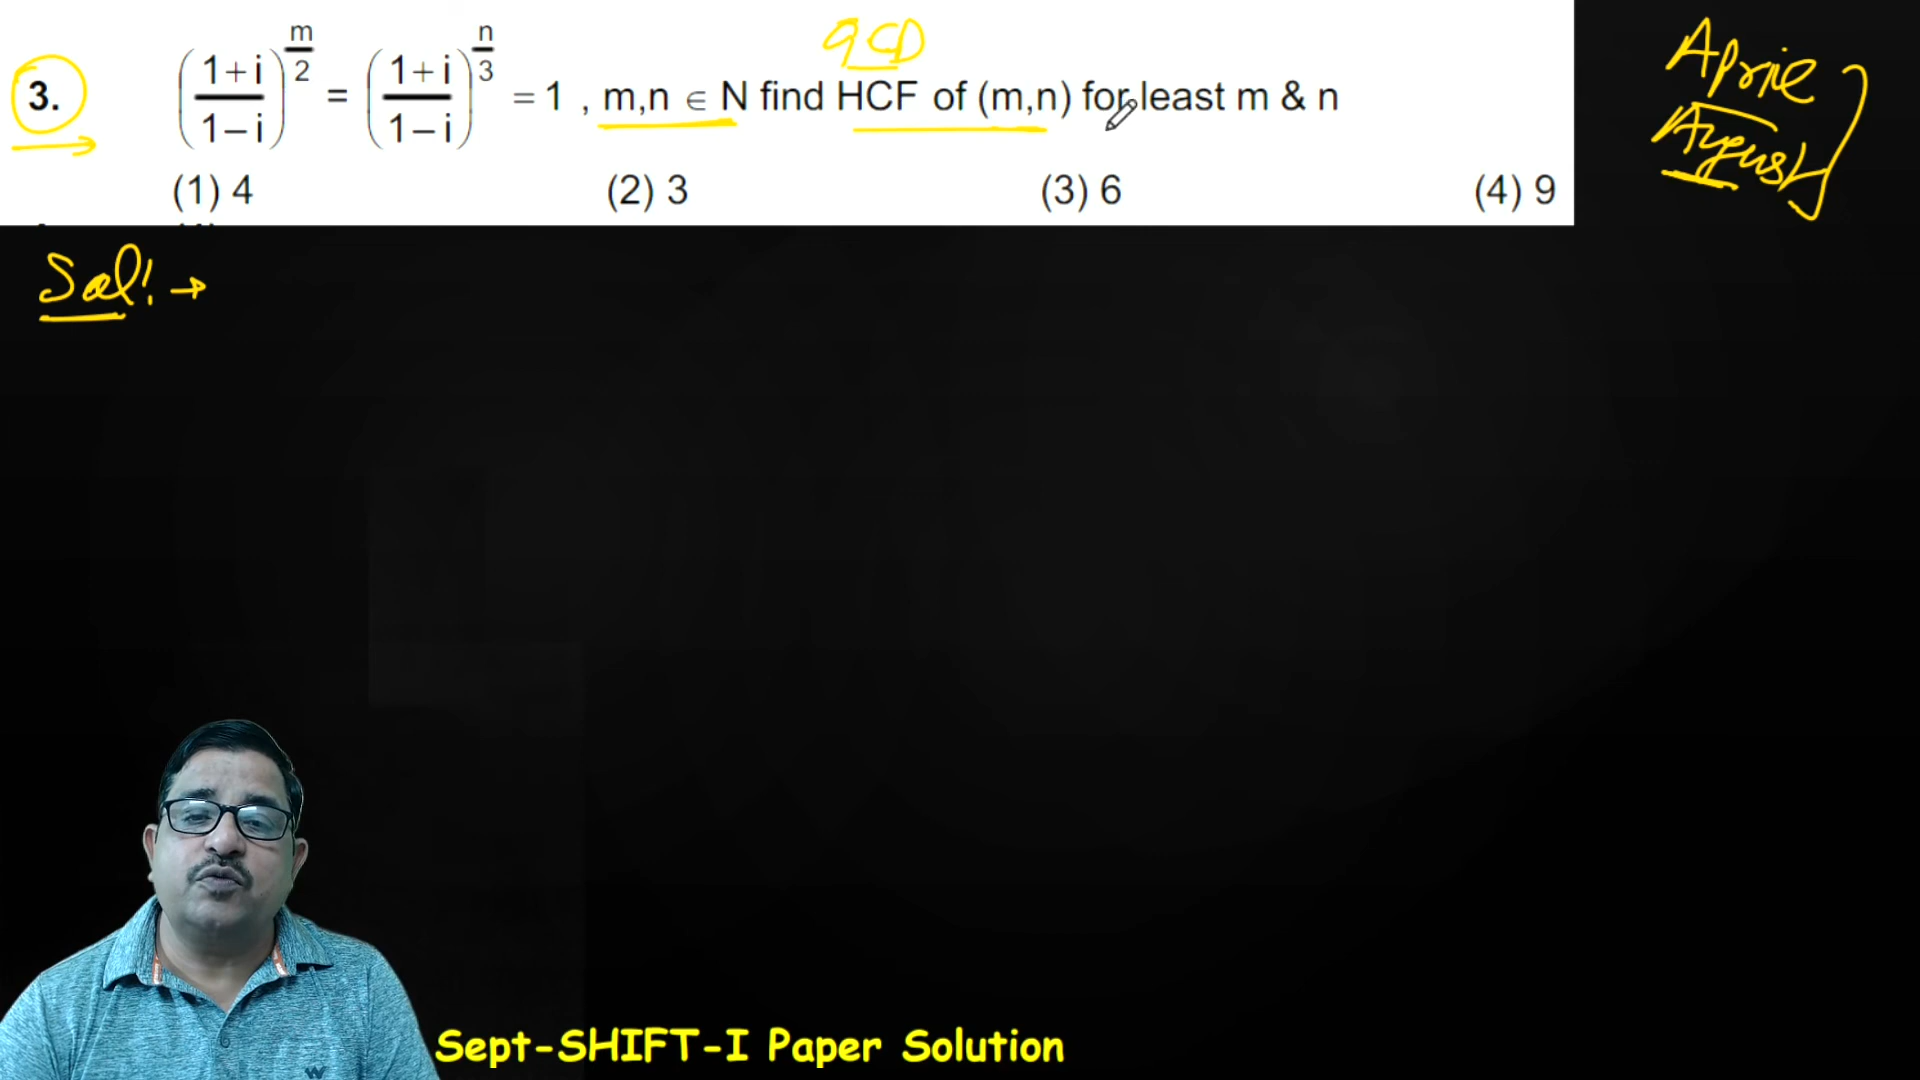 gCD
3. ((1+i)/(1–i))^(m/2) = ((1+i)/(1–i))^(n/3) = 1 , m,n ∈ N find HCF of (m,n) for least m & n
(1) 4 (2) 3 (3) 6 (4) 9
April
August
Sol! →
Sept-SHIFT-I Paper Solution